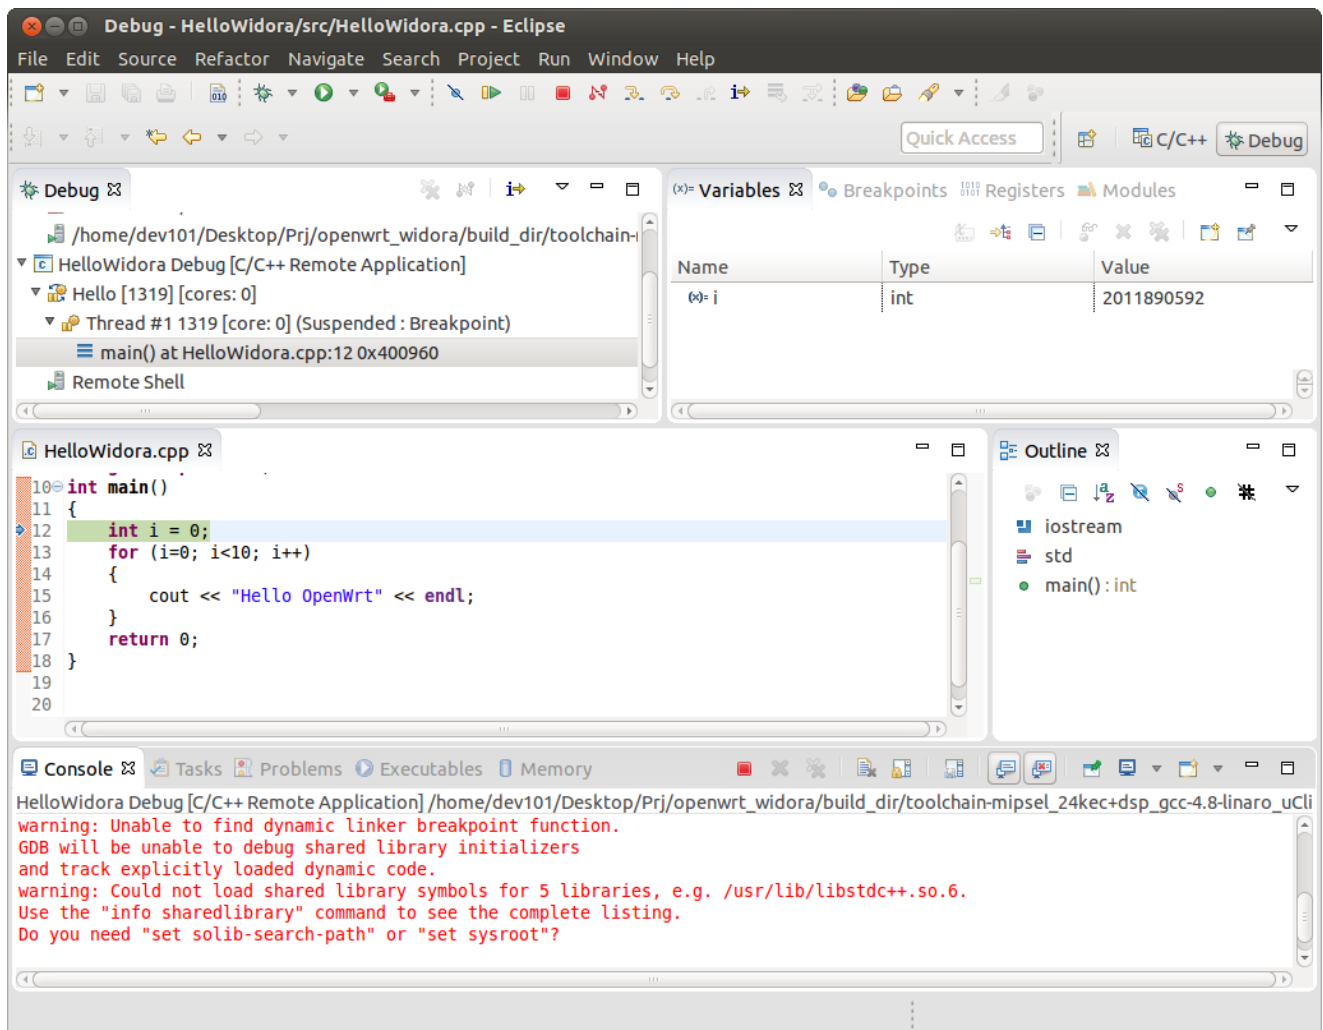 Debug - HelloWidora/src/HelloWidora.cpp - Eclipse
File Edit Source Refactor Navigate Search Project Run Window Help
Quick Access
C/C++
Debug
Debug
/home/dev101/Desktop/Prj/openwrt_widora/build_dir/toolchain-
HelloWidora Debug [C/C++ Remote Application]
Hello [1319] [cores: 0]
Thread #1 1319 [core: 0] (Suspended : Breakpoint)
main() at HelloWidora.cpp:12 0x400960
Remote Shell
(x)= Variables Breakpoints Registers Modules
Name Type Value
(x)= i int 2011890592
HelloWidora.cpp
10 int main()
11 {
12 int i = 0;
13 for (i=0; i<10; i++)
14 {
15 cout << "Hello OpenWrt" << endl;
16 }
17 return 0;
18 }
19
20
Outline
iostream
std
main() : int
Console Tasks Problems Executables Memory
HelloWidora Debug [C/C++ Remote Application] /home/dev101/Desktop/Prj/openwrt_widora/build_dir/toolchain-mipsel_24kec+dsp_gcc-4.8-linaro_uCli
warning: Unable to find dynamic linker breakpoint function.
GDB will be unable to debug shared library initializers
and track explicitly loaded dynamic code.
warning: Could not load shared library symbols for 5 libraries, e.g. /usr/lib/libstdc++.so.6.
Use the "info sharedlibrary" command to see the complete listing.
Do you need "set solib-search-path" or "set sysroot"?